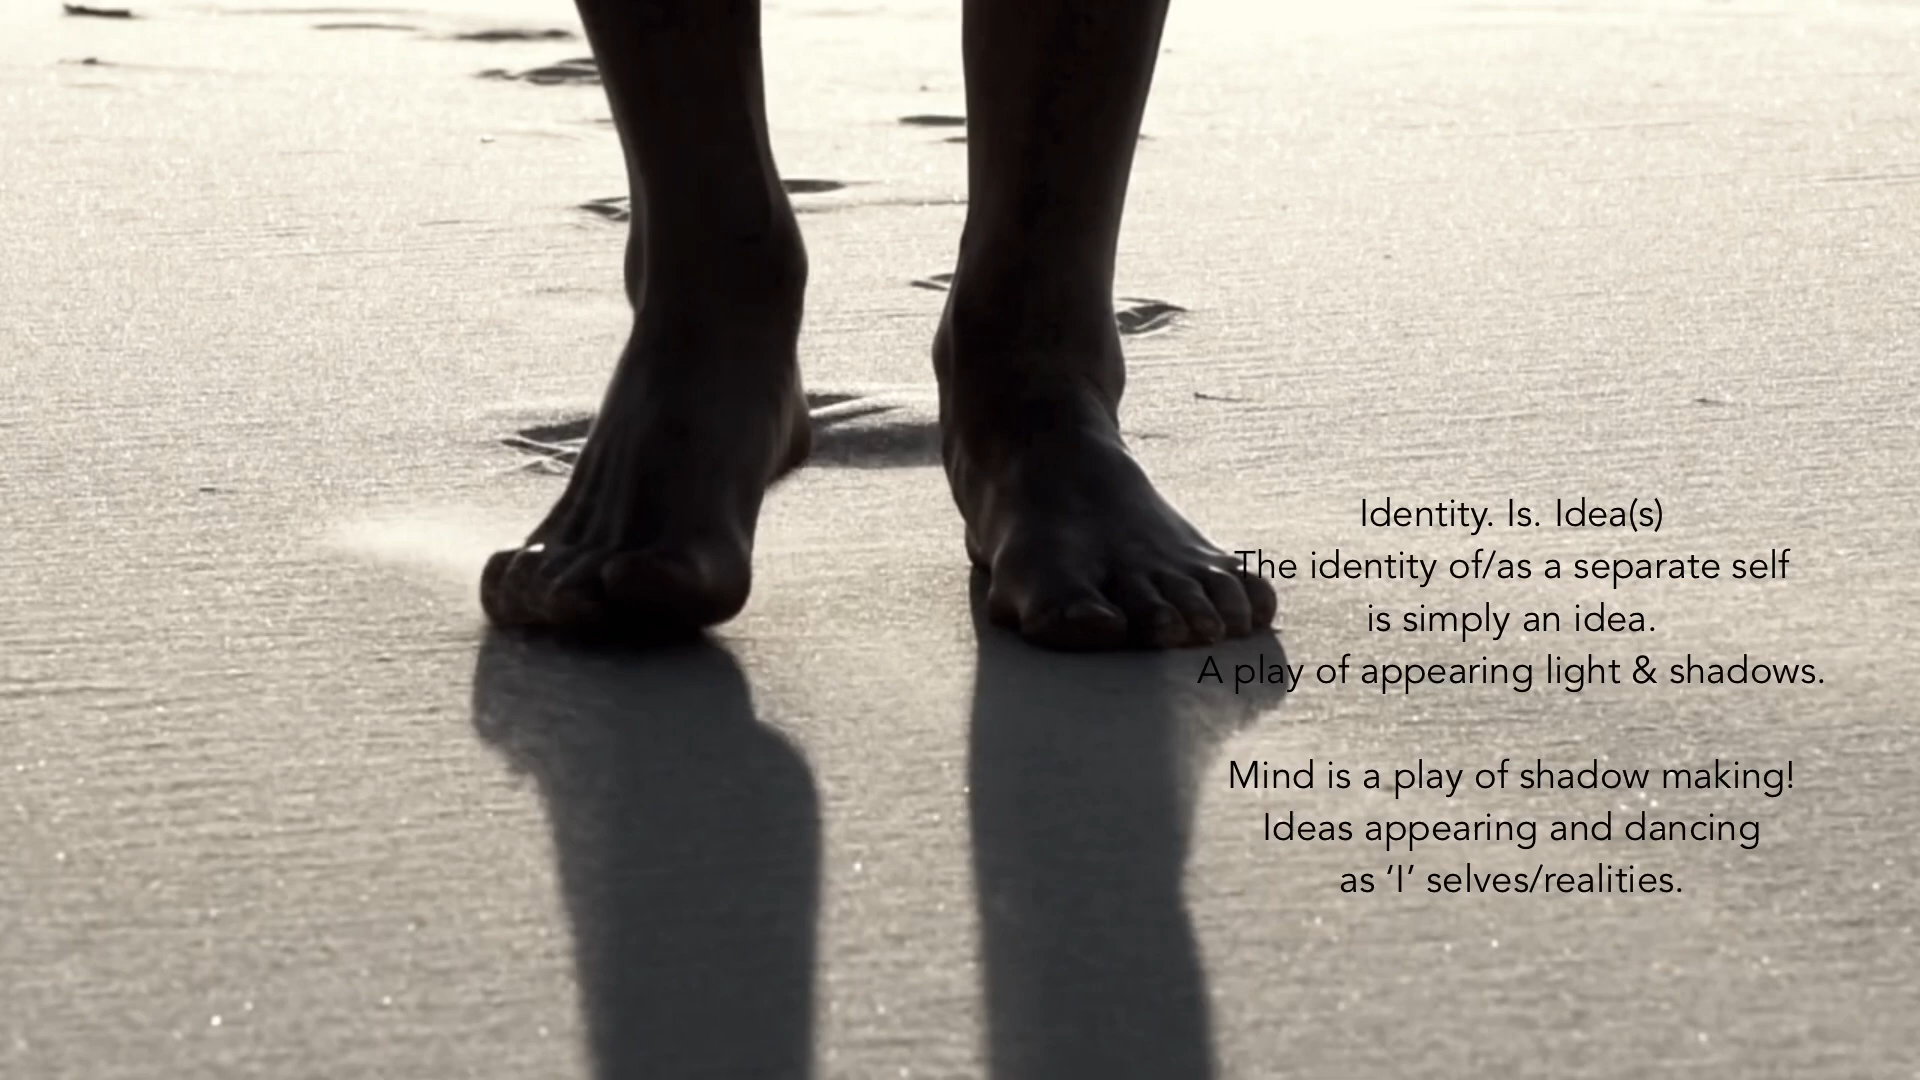 Identity. Is. Idea(s)
The identity of/as a separate self
is simply an idea.
A play of appearing light & shadows.
Mind is a play of shadow making!
Ideas appearing and dancing
as ‘I’ selves/realities.